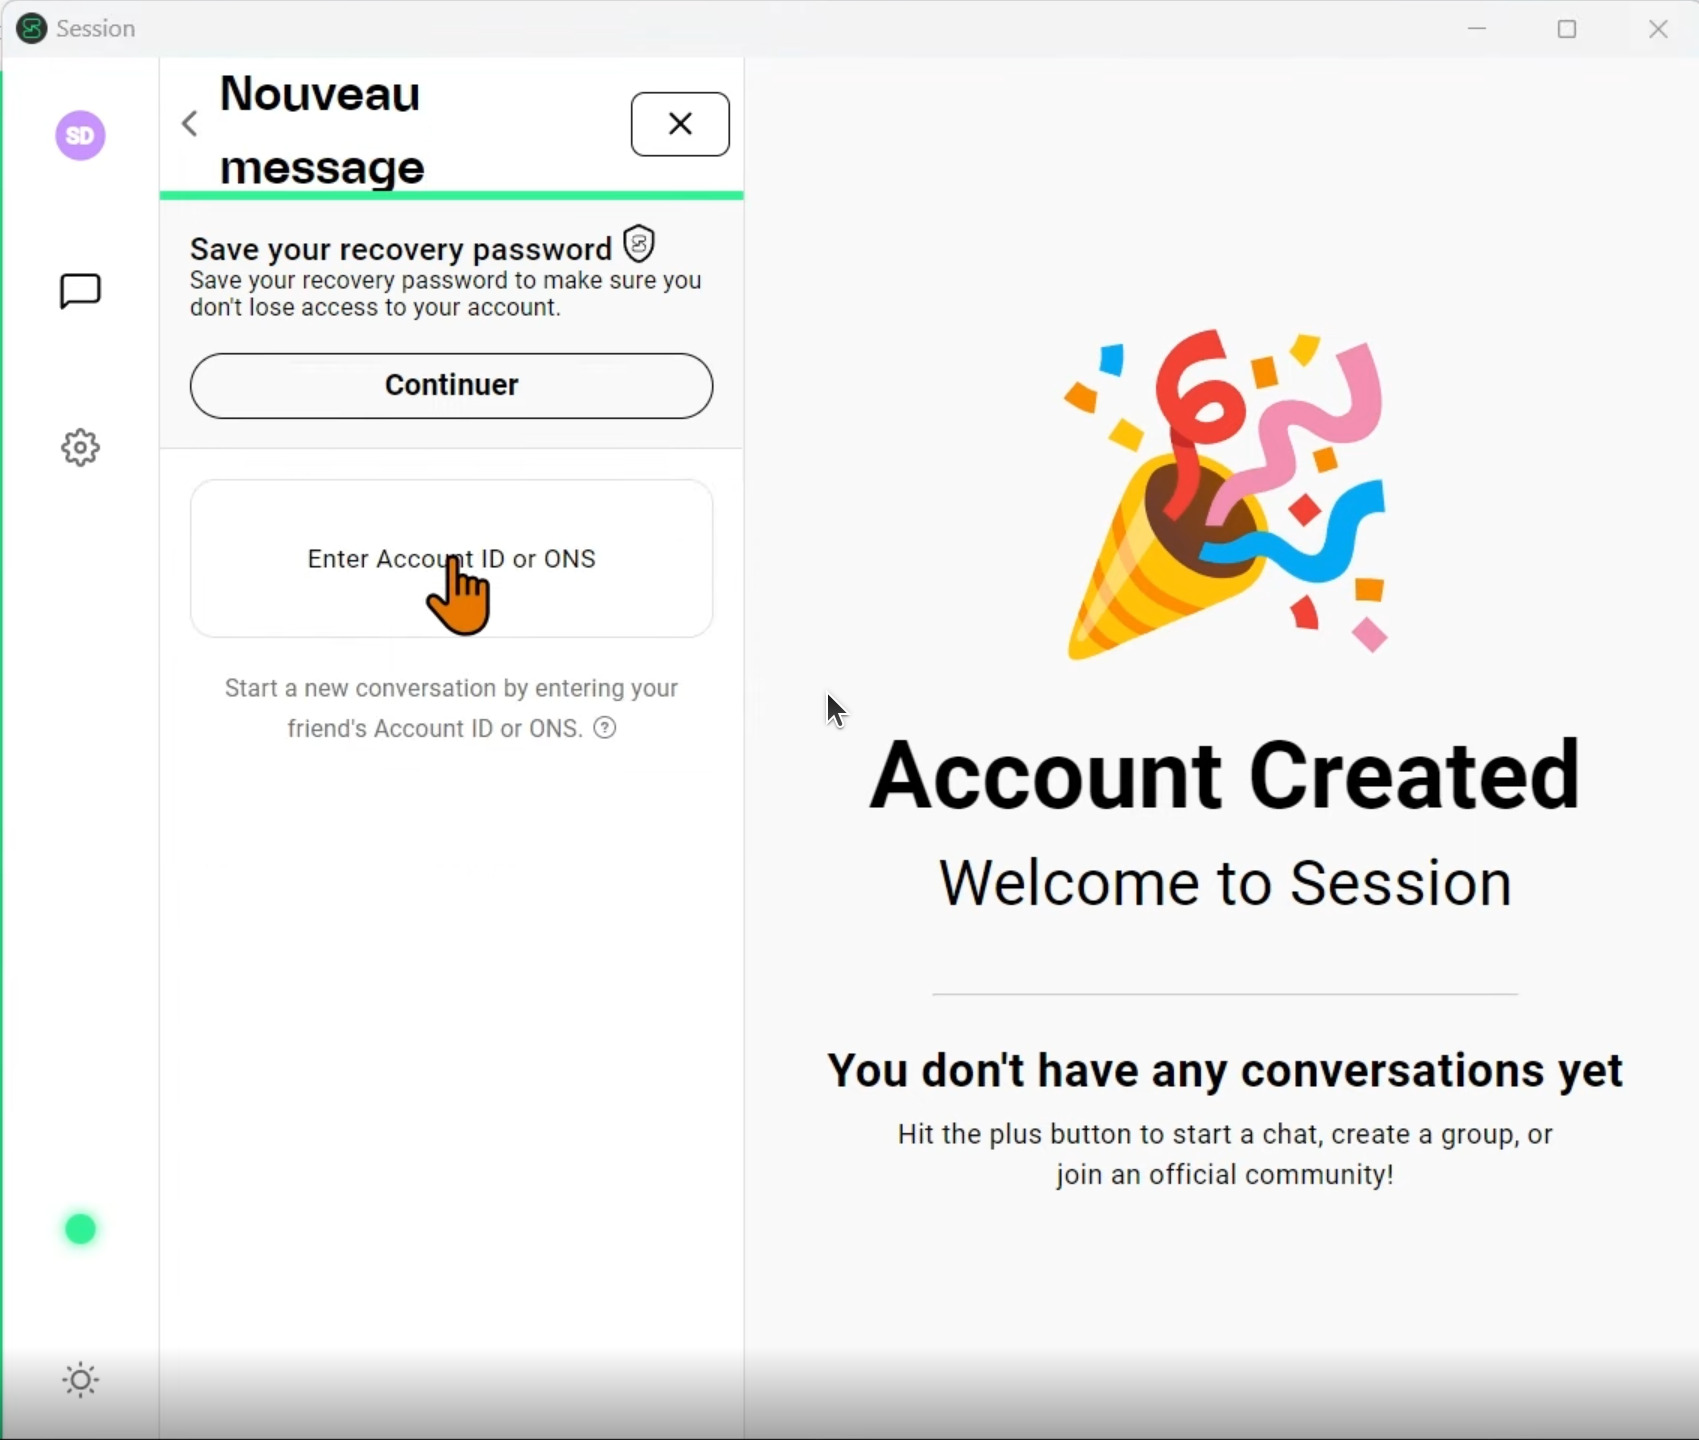 Session
SD
Nouveau
message
Save your recovery password
Save your recovery password to make sure you
don't lose access to your account.
Continuer
Enter Account ID or ONS
Start a new conversation by entering your
friend's Account ID or ONS.
Account Created
Welcome to Session
You don't have any conversations yet
Hit the plus button to start a chat, create a group, or
join an official community!